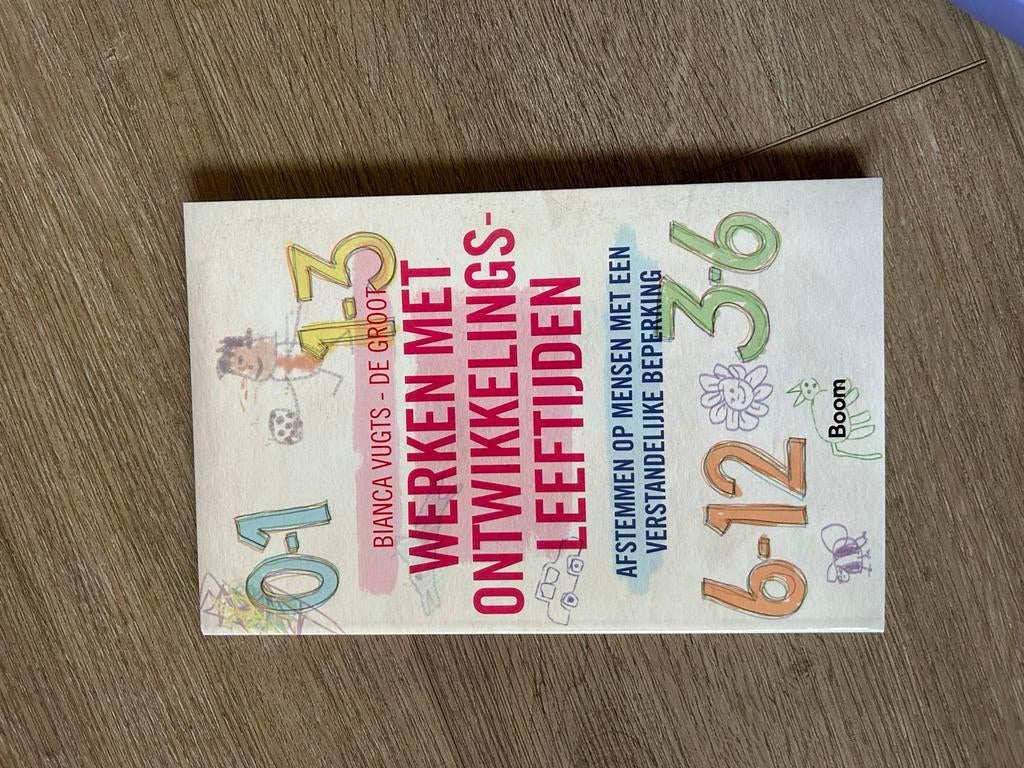 0-1
1-3
BIANCA VUGTS - DE GROOT
WERKEN MET
ONTWIKKELINGS-
LEEFTIJDEN
AFSTEMMEN OP MENSEN MET EEN
VERSTANDELIJKE BEPERKING
6-12
3-6
Boom